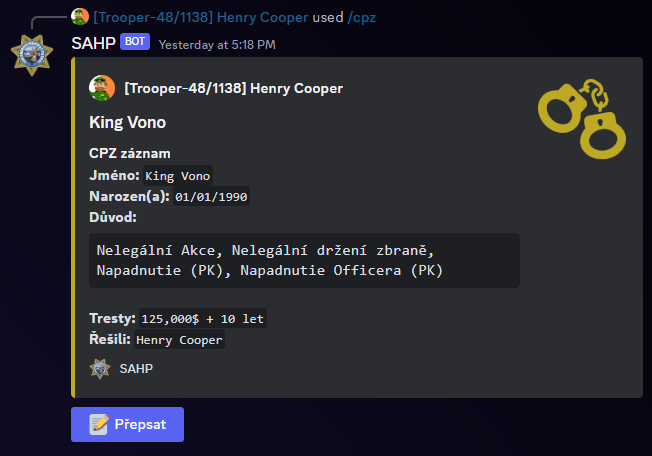 [Trooper-48/1138] Henry Cooper used /cpz
SAHP BOT Yesterday at 5:18 PM
[Trooper-48/1138] Henry Cooper
King Vono
CPZ záznam
Jméno: King Vono
Narozen(a): 01/01/1990
Důvod:
Nelegální Akce, Nelegální držení zbraně,
Napadnutie (PK), Napadnutie Officera (PK)
Tresty: 125,000$ + 10 let
Řešili: Henry Cooper
SAHP
Přepsat